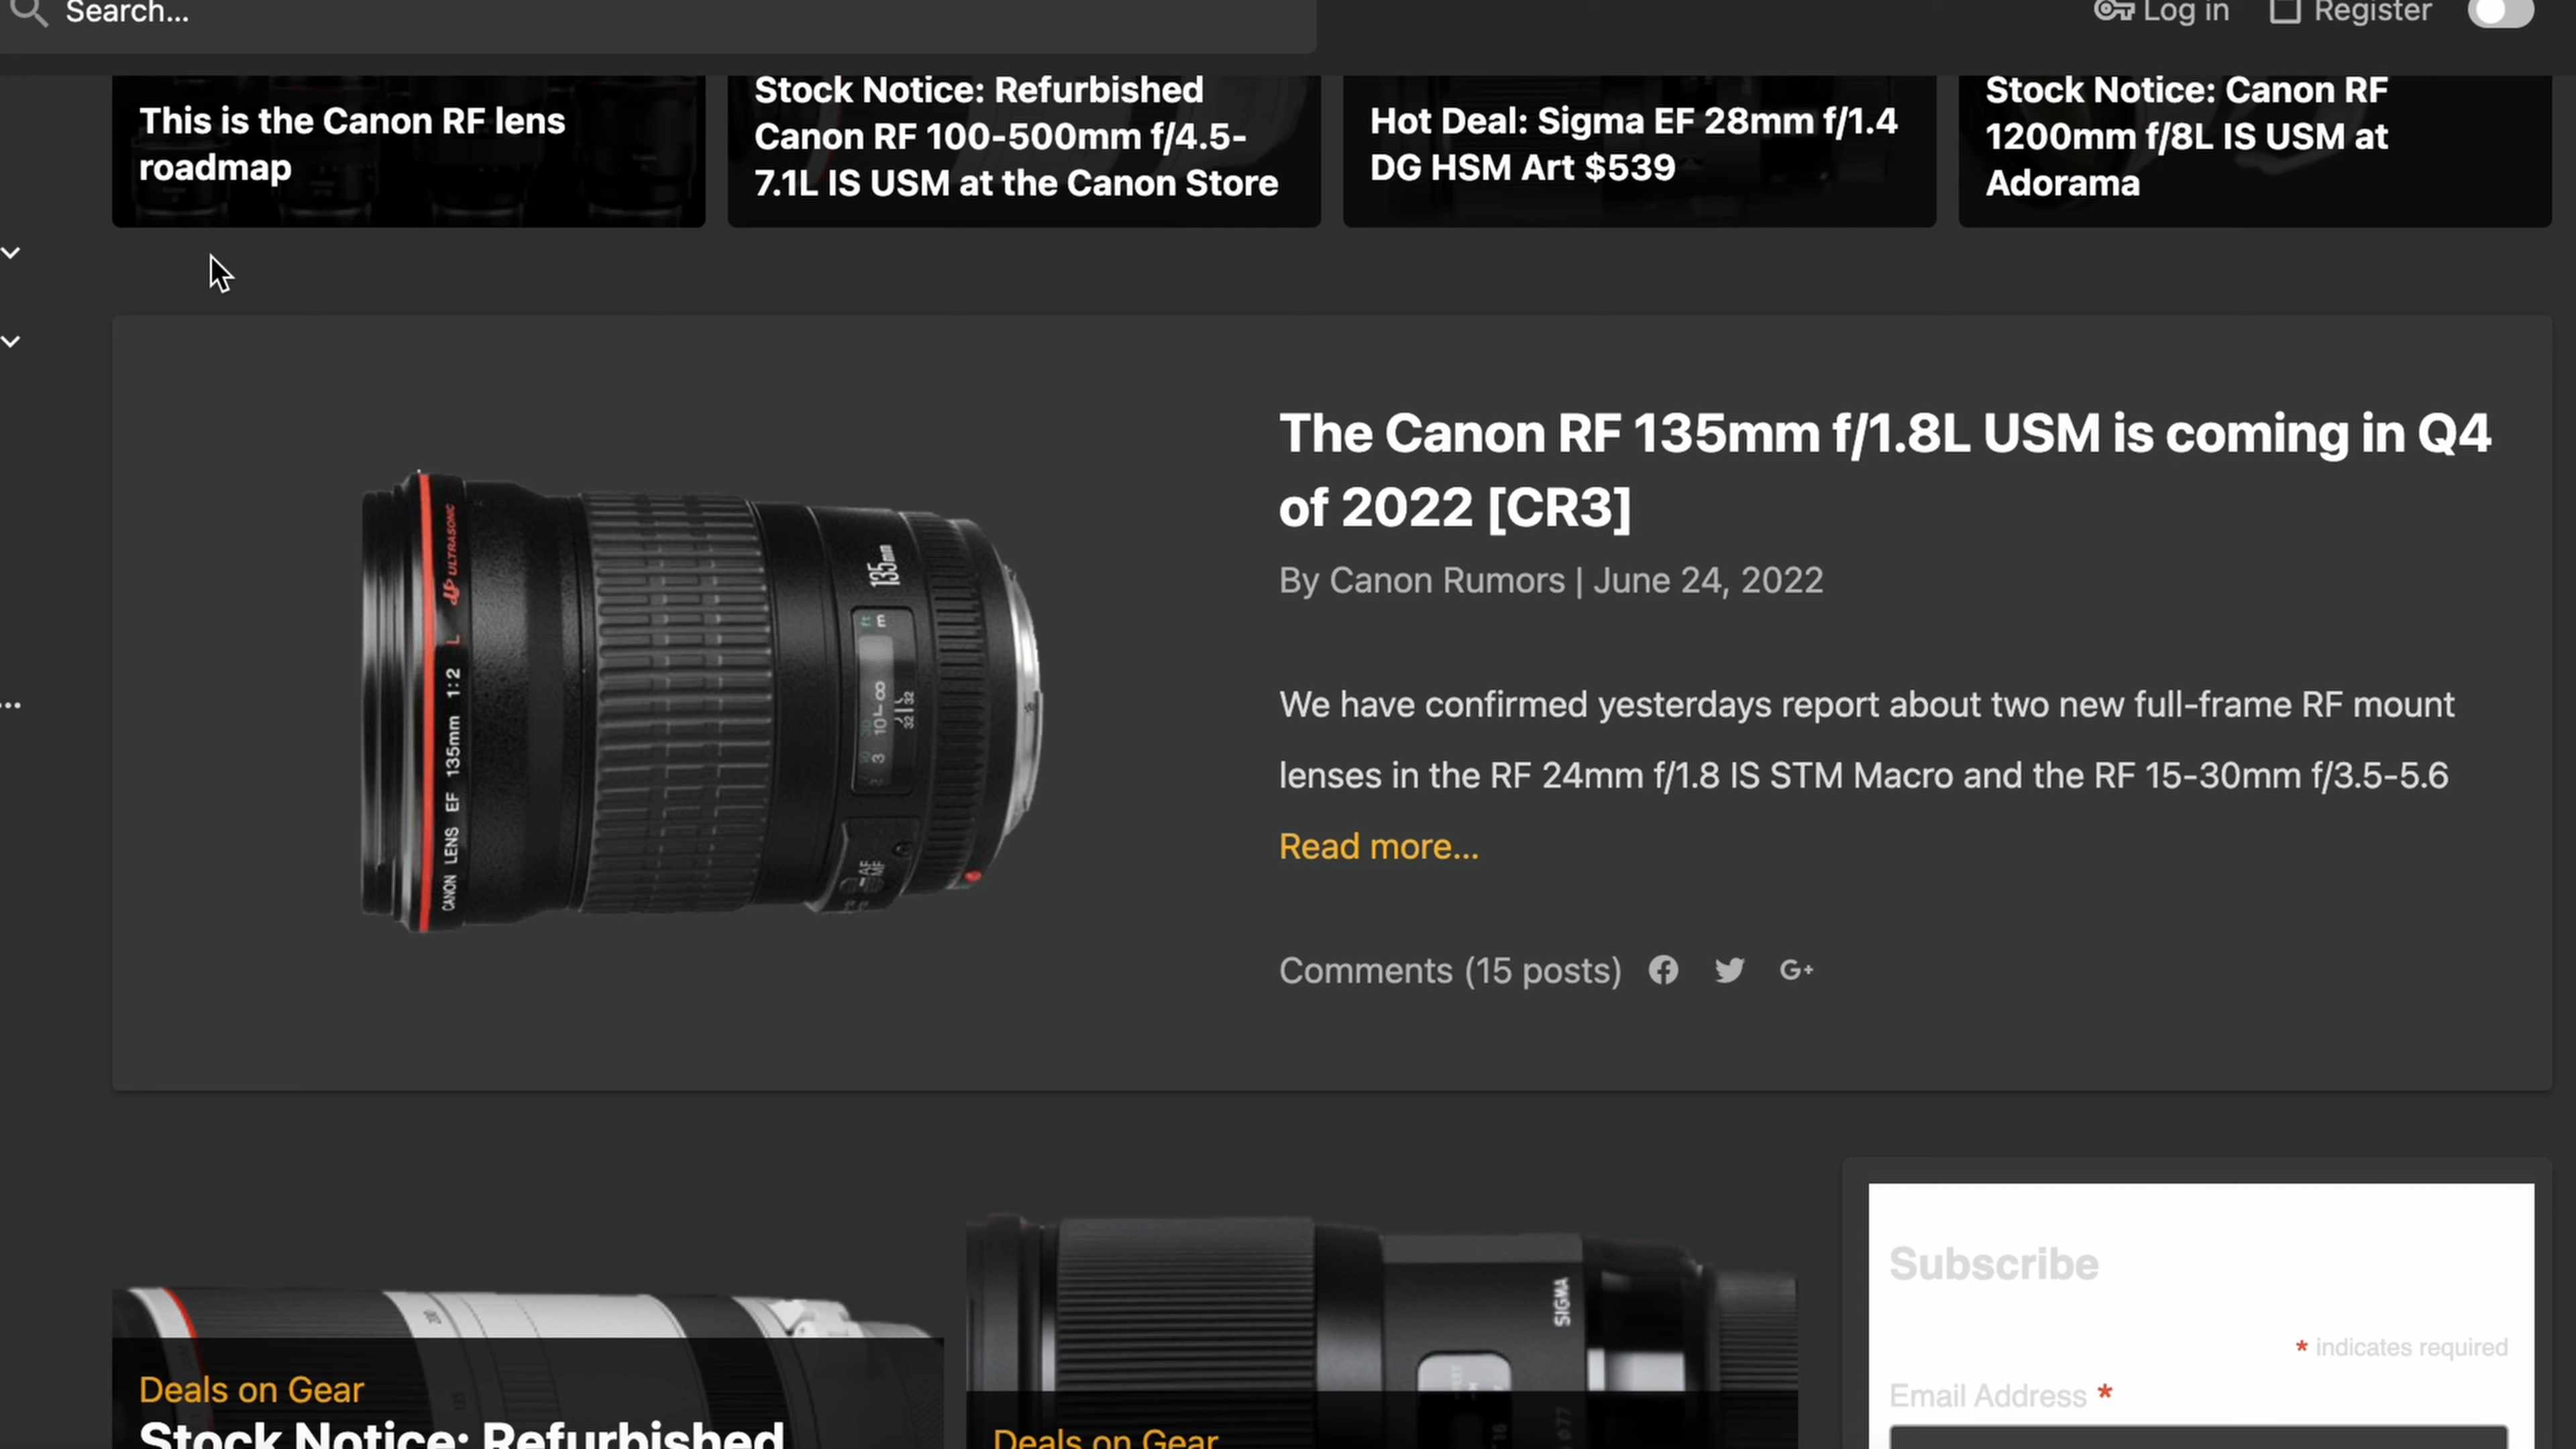 Search...
Log in
Register
This is the Canon RF lens
roadmap
Stock Notice: Refurbished
Canon RF 100-500mm f/4.5-
7.1L IS USM at the Canon Store
Hot Deal: Sigma EF 28mm f/1.4
DG HSM Art $539
Stock Notice: Canon RF
1200mm f/8L IS USM at
Adorama
CANON LENS EF 135mm 1:2 L ULTRASONIC
135mm
ft m
AF
MF
The Canon RF 135mm f/1.8L USM is coming in Q4
of 2022 [CR3]
By Canon Rumors | June 24, 2022
We have confirmed yesterdays report about two new full-frame RF mount
lenses in the RF 24mm f/1.8 IS STM Macro and the RF 15-30mm f/3.5-5.6
Read more...
Comments (15 posts)
G+
Deals on Gear
Stock Notice: Refurbished
SIGMA
Deals on Gear
Subscribe
* indicates required
Email Address *